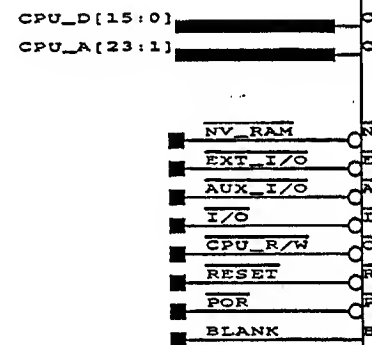 CPU_D[15:0]
CPU_A[23:1]
NV_RAM
EXT_I/O
AUX_I/O
I/O
CPU_R/W
RESET
POR
BLANK